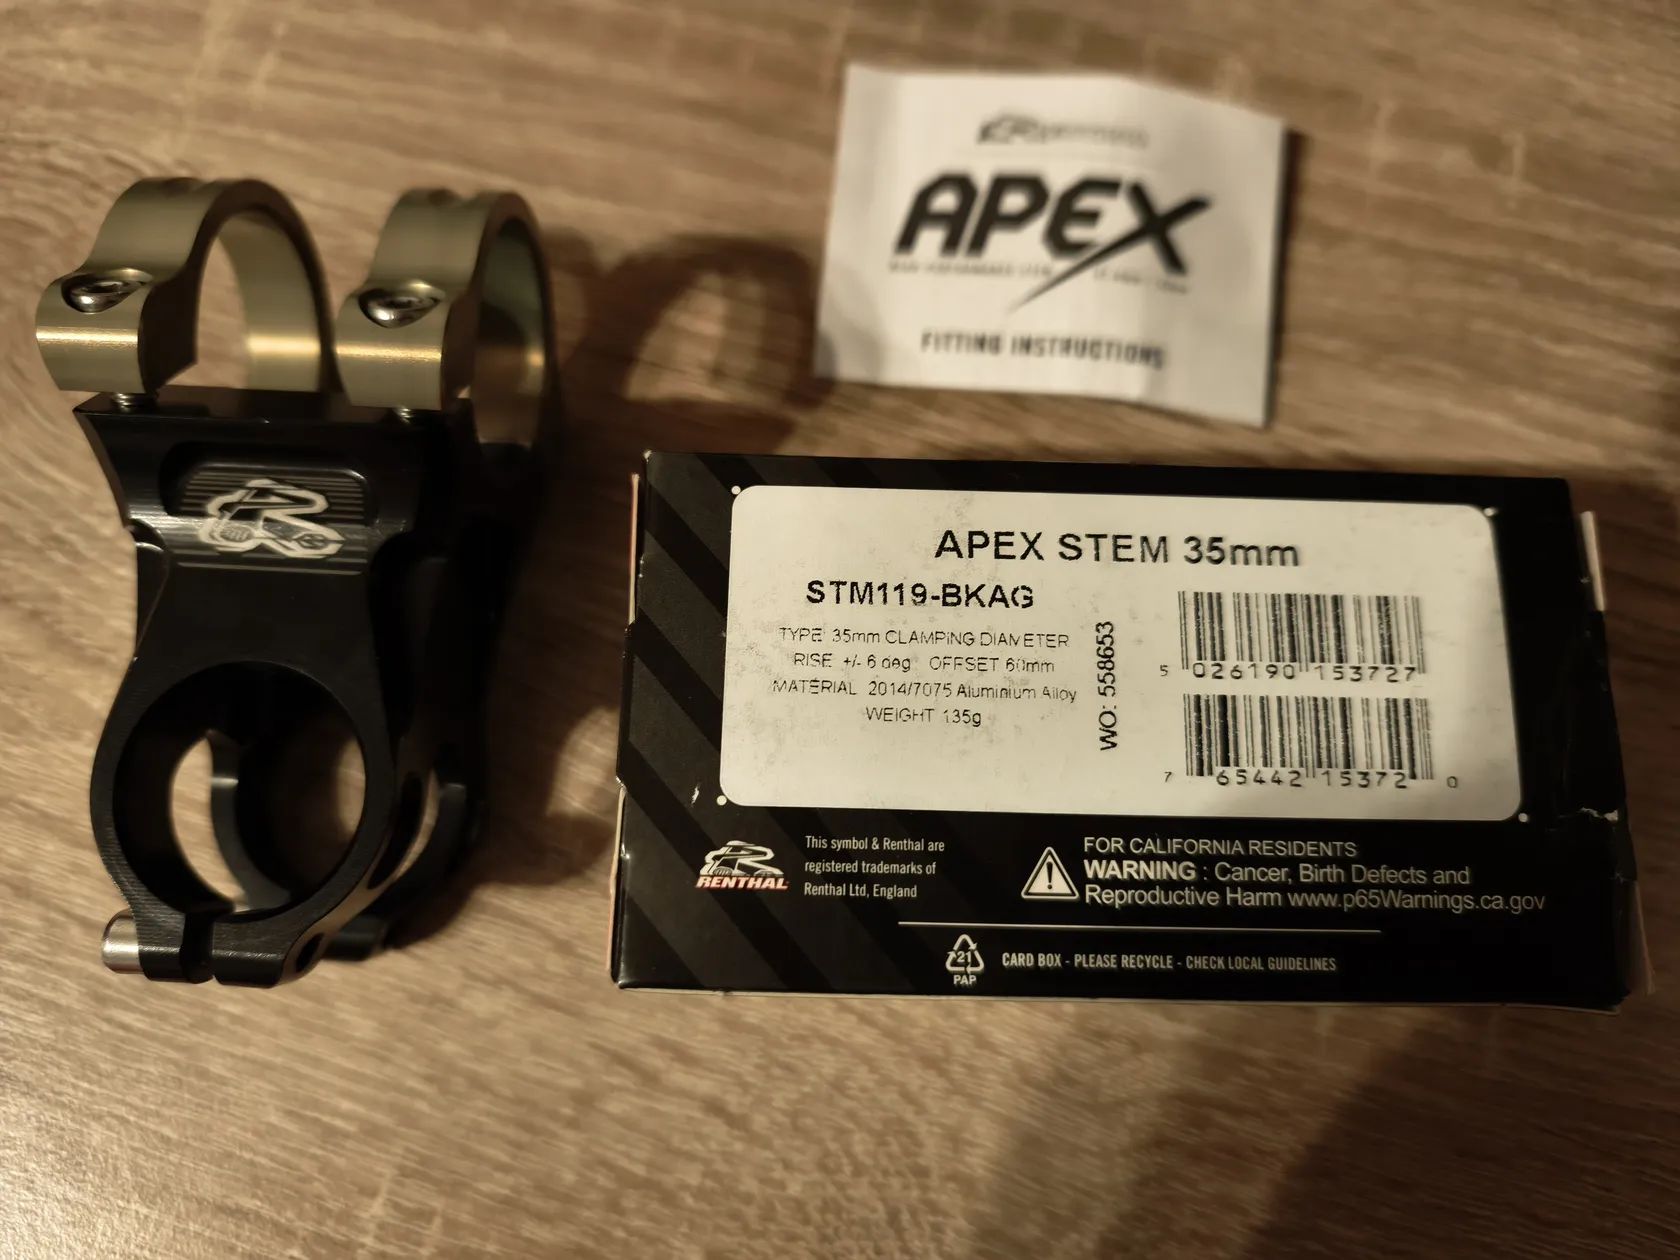 APEX
FITTING INSTRUCTIONS
APEX STEM 35mm
STM119-BKAG
TYPE 35mm CLAMPING DIAMETER
RISE +/- 6 deg OFFSET 60mm
MATERIAL 2014/7075 Aluminium Alloy
WEIGHT 135g
WO: 558653
5 026190 153727
7 65442 15372 0
RENTHAL
This symbol & Renthal are
registered trademarks of
Renthal Ltd, England
FOR CALIFORNIA RESIDENTS
WARNING : Cancer, Birth Defects and
Reproductive Harm www.p65Warnings.ca.gov
21
PAP
CARD BOX - PLEASE RECYCLE - CHECK LOCAL GUIDELINES